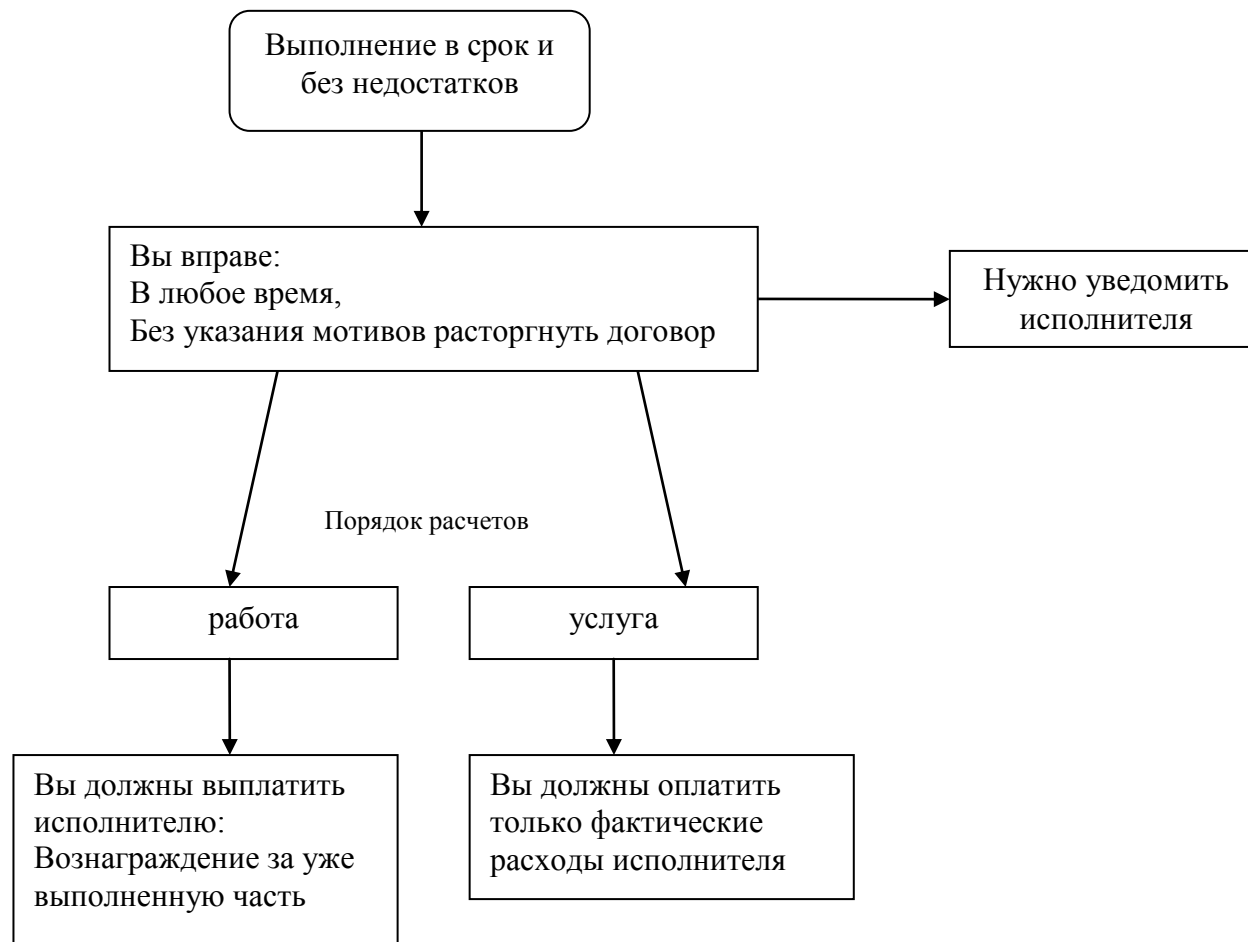 Выполнение в срок и
без недостатков
Вы вправе:
В любое время,
Без указания мотивов расторгнуть договор
Нужно уведомить
исполнителя
Порядок расчетов
работа
услуга
Вы должны выплатить
исполнителю:
Вознаграждение за уже
выполненную часть
Вы должны оплатить
только фактические
расходы исполнителя